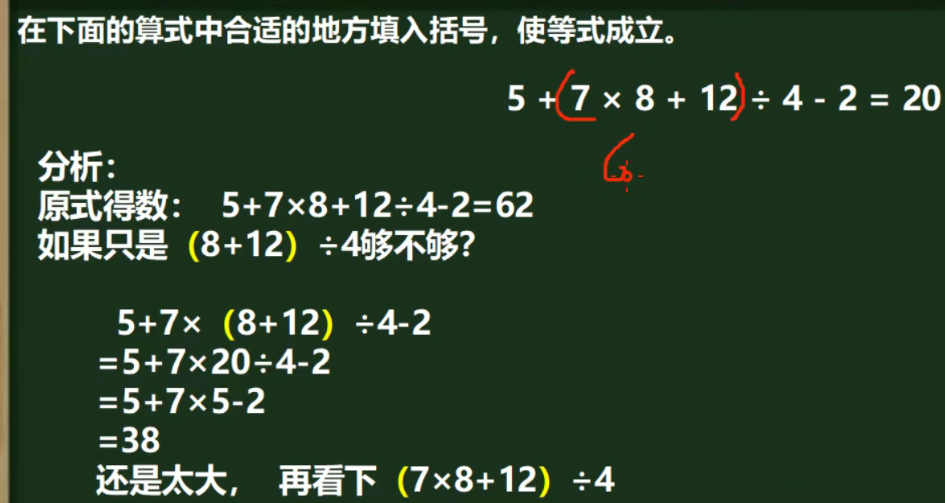 在下面的算式中合适的地方填入括号，使等式成立。
5 + (7 × 8 + 12) ÷ 4 - 2 = 20
分析：
原式得数： 5+7×8+12÷4-2=62
如果只是（8+12）÷4够不够？
5+7×（8+12）÷4-2
=5+7×20÷4-2
=5+7×5-2
=38
还是太大， 再看下（7×8+12）÷4